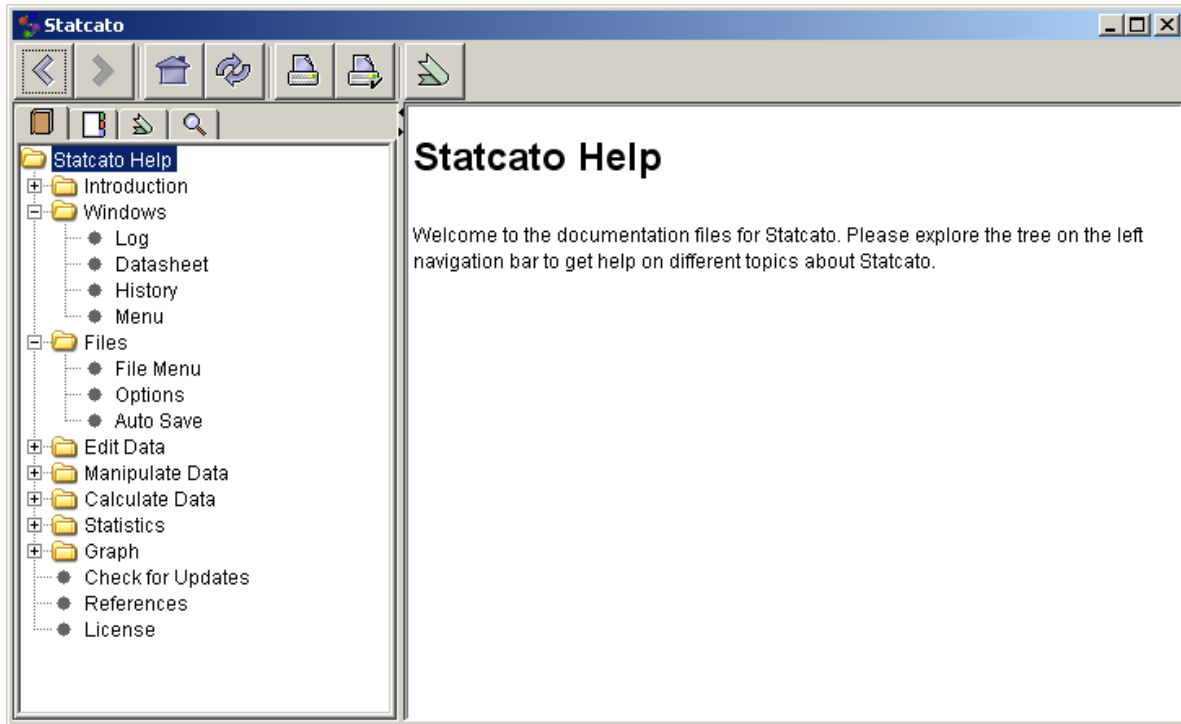 Statcato
Statcato Help
Introduction
Windows
Log
Datasheet
History
Menu
Files
File Menu
Options
Auto Save
Edit Data
Manipulate Data
Calculate Data
Statistics
Graph
Check for Updates
References
License
Statcato Help
Welcome to the documentation files for Statcato. Please explore the tree on the left
navigation bar to get help on different topics about Statcato.